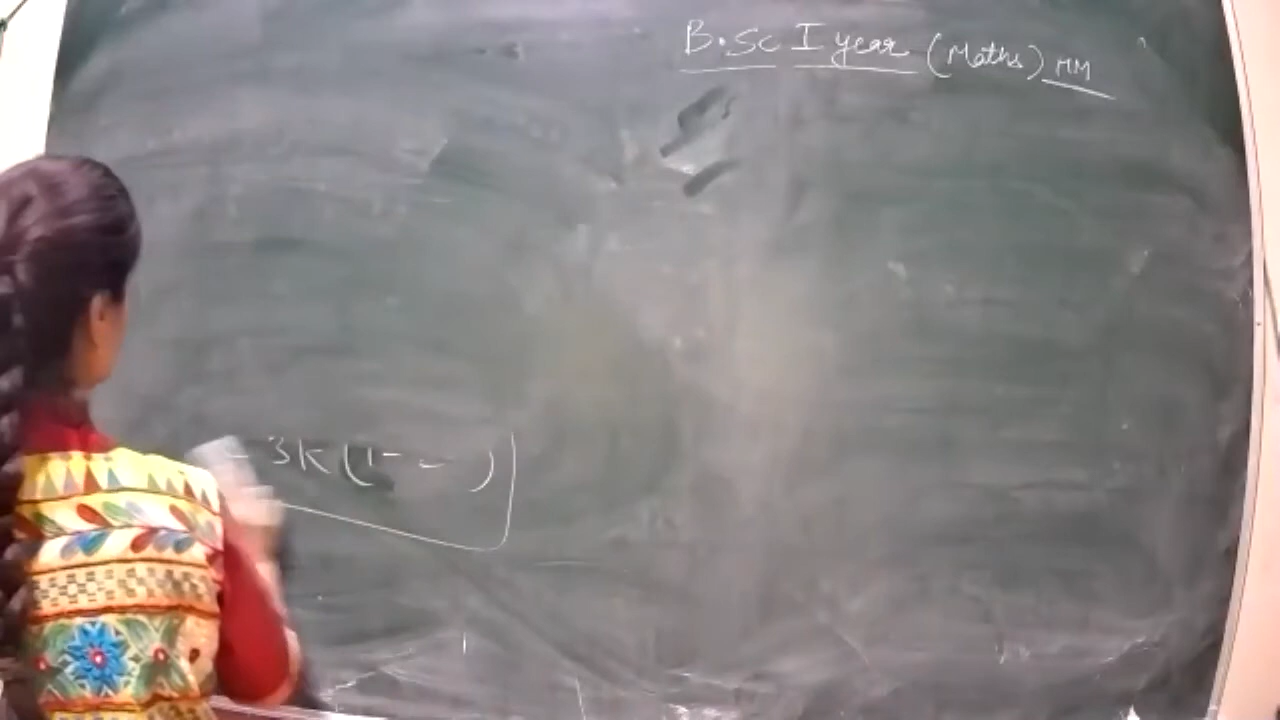 B.Sc I year (Maths) MM
= 3K (1 - - )